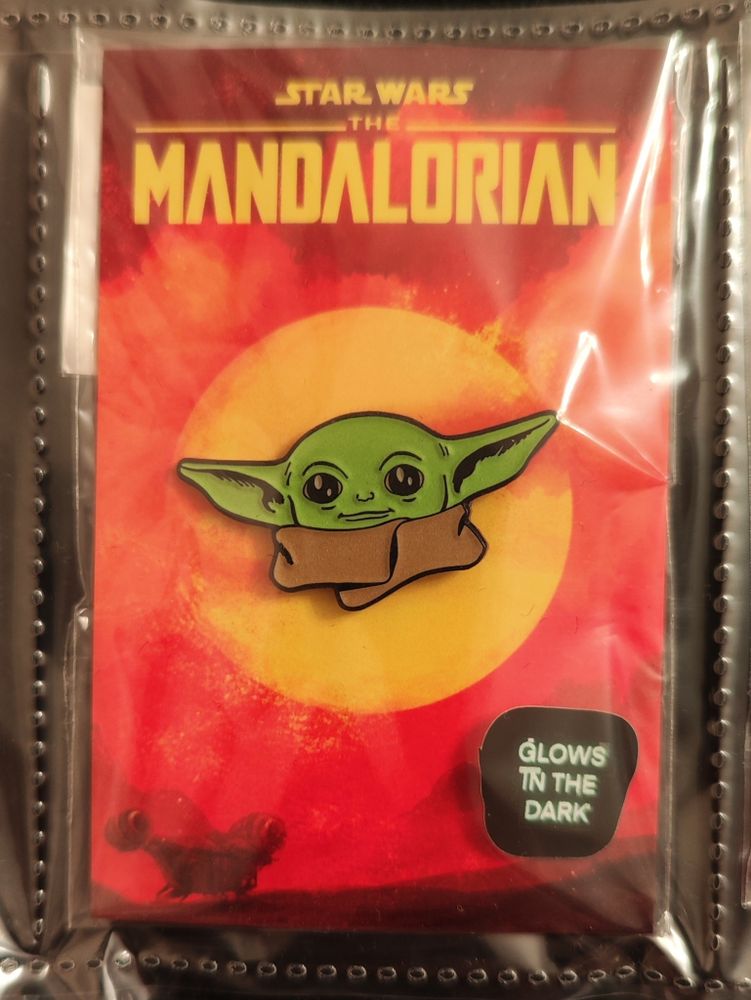 STAR WARS
THE
MANDALORIAN
GLOWS
IN THE
DARK